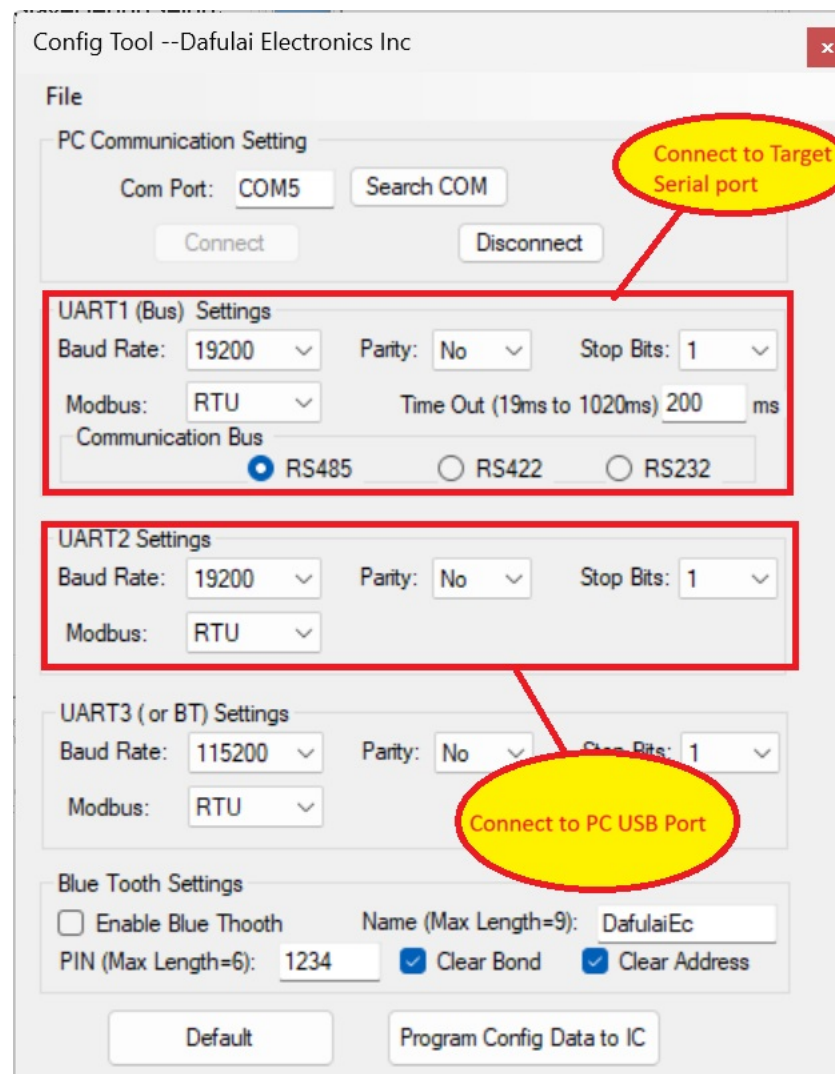 Config Tool --Dafulai Electronics Inc
x
File
PC Communication Setting
Connect to Target
Serial port
Com Port: COM5 Search COM
Connect Disconnect
UART1 (Bus) Settings
Baud Rate: 19200 Parity: No Stop Bits: 1
Modbus: RTU Time Out (19ms to 1020ms) 200 ms
Communication Bus
RS485 RS422 RS232
UART2 Settings
Baud Rate: 19200 Parity: No Stop Bits: 1
Modbus: RTU
UART3 ( or BT) Settings
Baud Rate: 115200 Parity: No Stop Bits: 1
Modbus: RTU
Connect to PC USB Port
Blue Tooth Settings
Enable Blue Thooth Name (Max Length=9): DafulaiEc
PIN (Max Length=6): 1234 Clear Bond Clear Address
Default Program Config Data to IC